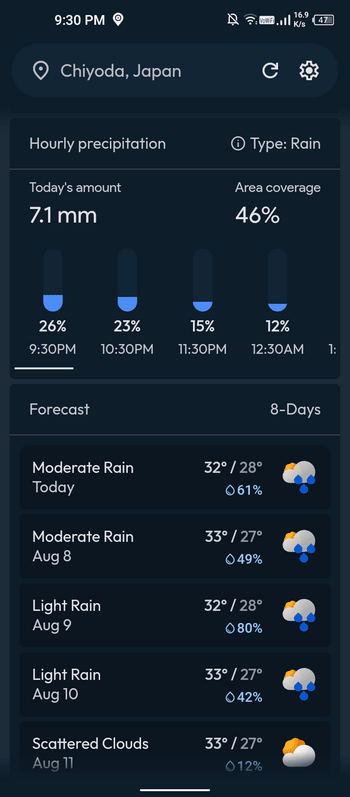 9:30 PM
VoWiFi 16.9 K/s 47
Chiyoda, Japan
Hourly precipitation Type: Rain
Today's amount Area coverage
7.1 mm 46%
26% 23% 15% 12%
9:30PM 10:30PM 11:30PM 12:30AM 1:
Forecast 8-Days
Moderate Rain 32° / 28°
Today 61%
Moderate Rain 33° / 27°
Aug 8 49%
Light Rain 32° / 28°
Aug 9 80%
Light Rain 33° / 27°
Aug 10 42%
Scattered Clouds 33° / 27°
Aug 11 12%